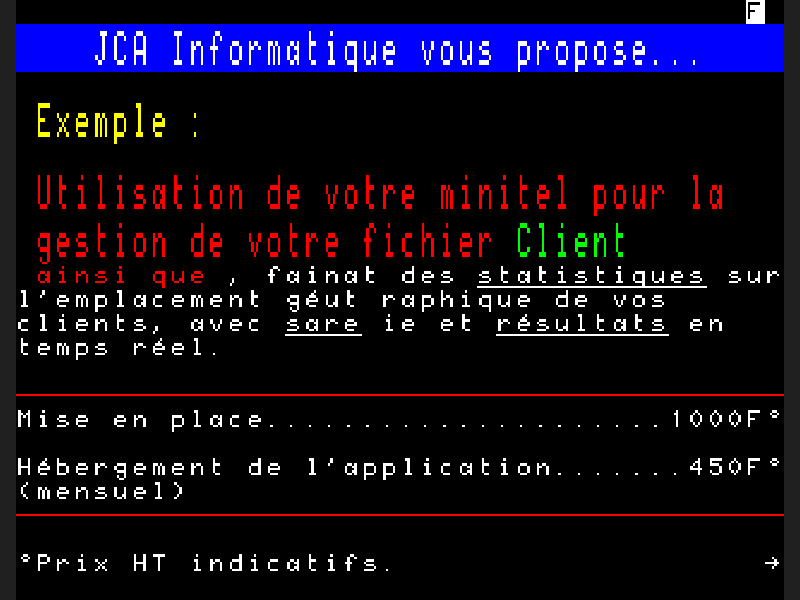 F
JCA Informatique vous propose...
Exemple :
Utilisation de votre minitel pour la
gestion de votre fichier Client
ainsi que , fainat des statistiques sur
l'emplacement géut raphique de vos
clients, avec sare ie et résultats en
temps réel.
Mise en place.....................1000F°
Hébergement de l'application.......450F°
(mensuel)
°Prix HT indicatifs. →